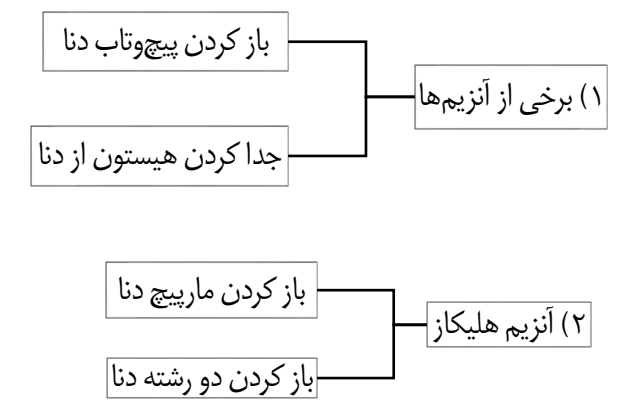 ۱) برخی از آنزیم‌ها
باز کردن پیچ‌وتاب دنا
جدا کردن هیستون از دنا
۲) آنزیم هلیکاز
باز کردن مارپیچ دنا
باز کردن دو رشته دنا